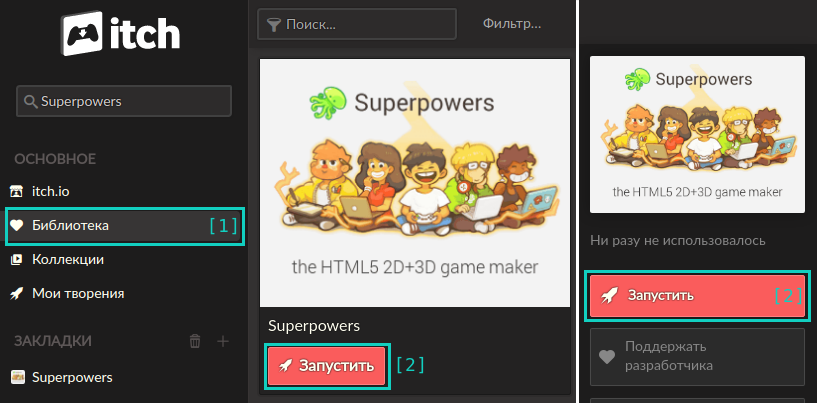 itch
Superpowers
ОСНОВНОЕ
itch.io
Библиотека [1]
Коллекции
Мои творения
ЗАКЛАДКИ
Superpowers
Поиск...
Фильтр...
Superpowers
the HTML5 2D+3D game maker
Superpowers
Запустить [2]
Superpowers
the HTML5 2D+3D game maker
Ни разу не использовалось
Запустить [2]
Поддержать
разработчика